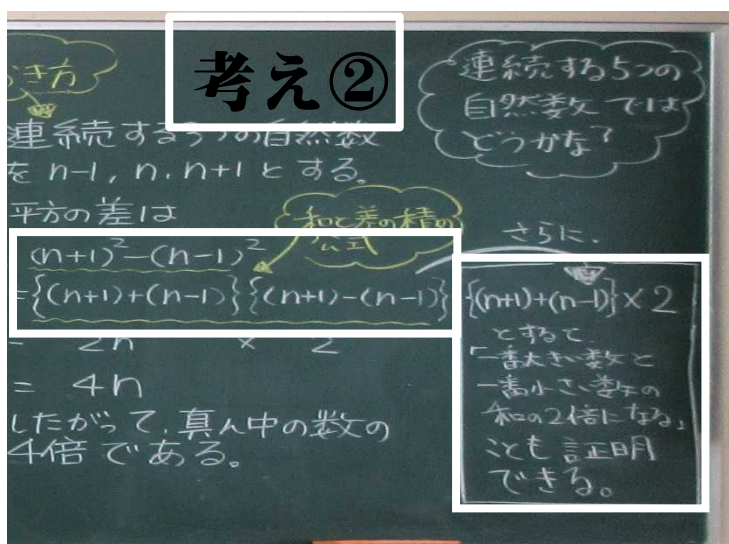 考え②
おき方
連続する3つの自然数
を n-1, n, n+1 とする。
平方の差は
和と差の積の
公式
(n+1)²-(n-1)²
={(n+1)+(n-1)}{(n+1)-(n-1)}
= 2n × 2
= 4n
したがって、真ん中の数の
4倍である。
連続する5つの
自然数では
どうかな?
さらに、
{(n+1)+(n-1)}×2
とすると、
「一番大きい数と
一番小さい数の
和の2倍になる」
ことも証明
できる。